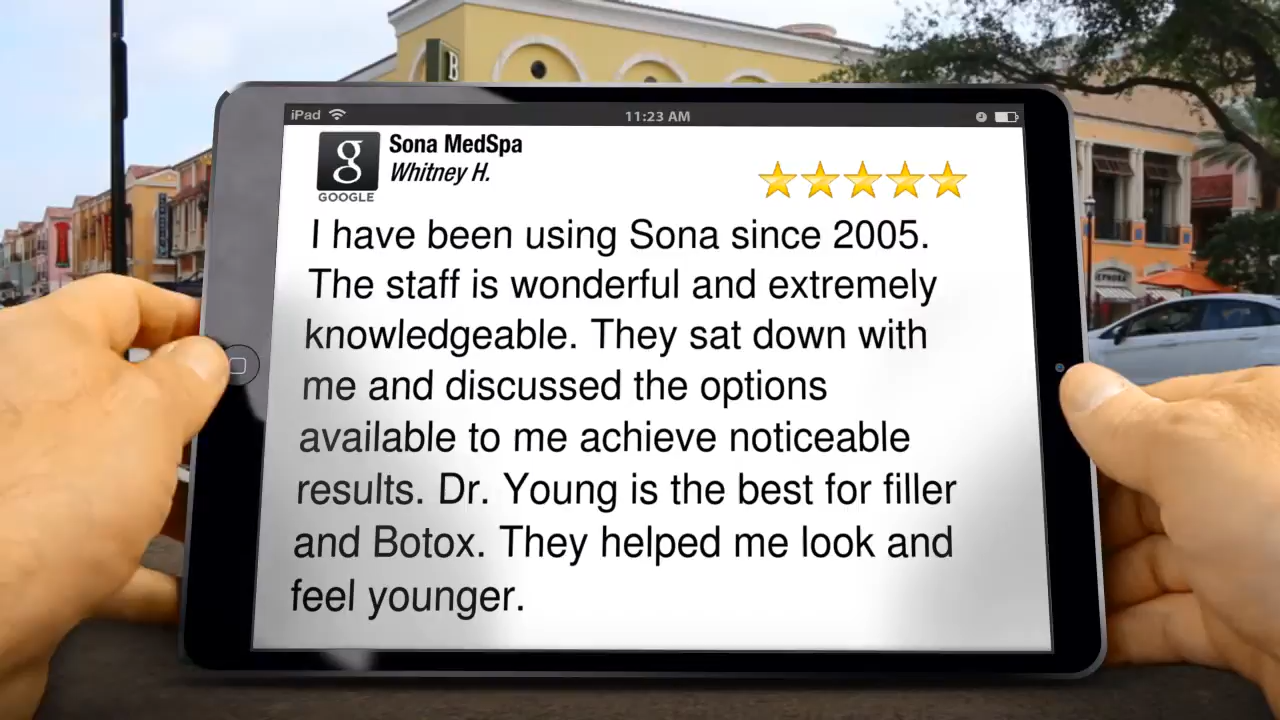 B
iPad
11:23 AM
g
GOOGLE
Sona MedSpa
Whitney H.
I have been using Sona since 2005.
The staff is wonderful and extremely
knowledgeable. They sat down with
me and discussed the options
available to me achieve noticeable
results. Dr. Young is the best for filler
and Botox. They helped me look and
feel younger.